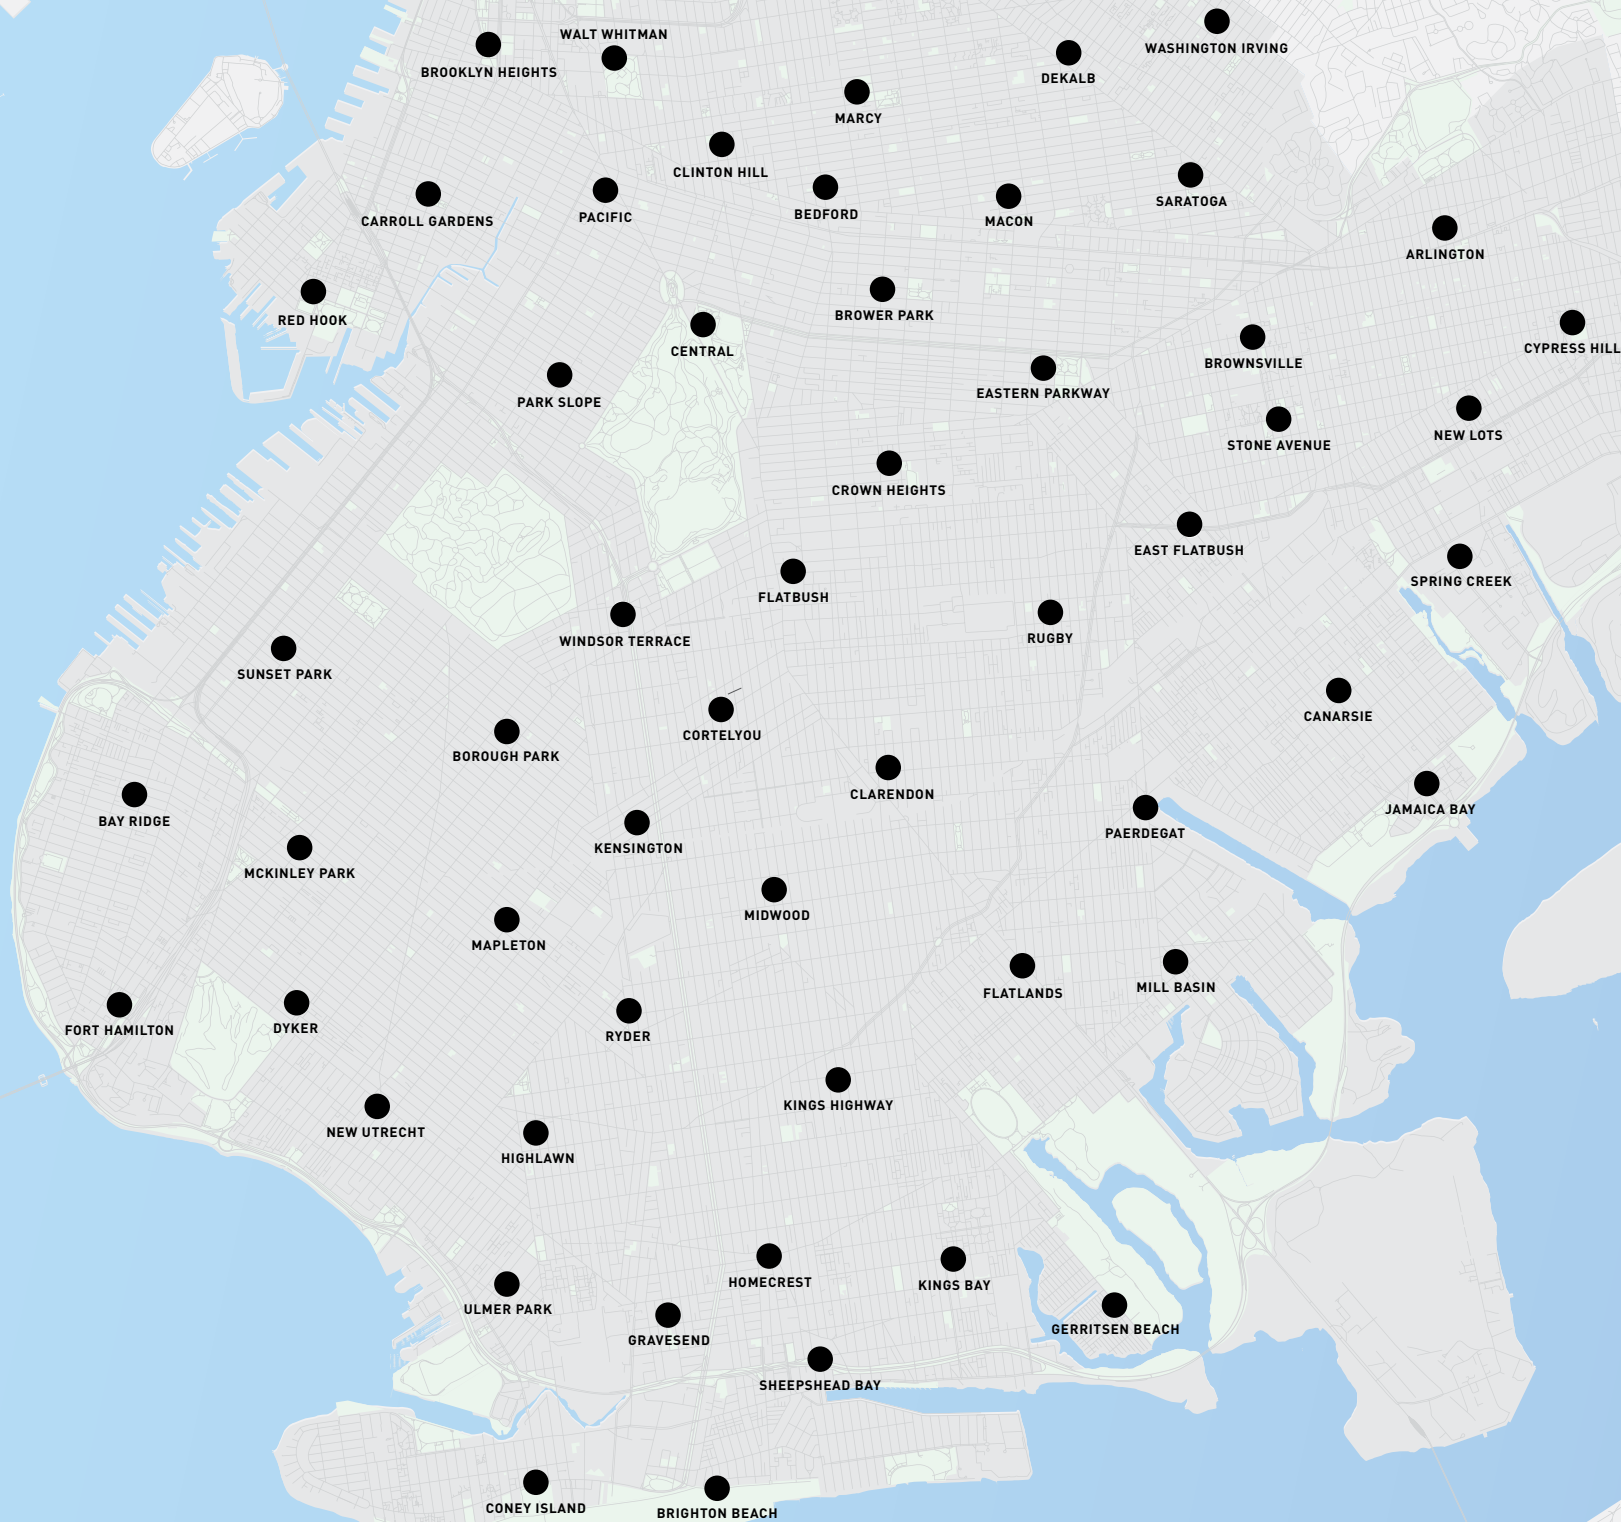 WASHINGTON IRVING
WALT WHITMAN
BROOKLYN HEIGHTS
DEKALB
MARCY
CLINTON HILL
SARATOGA
BEDFORD
PACIFIC
CARROLL GARDENS
MACON
ARLINGTON
BROWER PARK
RED HOOK
CYPRESS HILL
CENTRAL
BROWNSVILLE
EASTERN PARKWAY
PARK SLOPE
NEW LOTS
STONE AVENUE
CROWN HEIGHTS
EAST FLATBUSH
SPRING CREEK
FLATBUSH
RUGBY
WINDSOR TERRACE
SUNSET PARK
CANARSIE
CORTELYOU
BOROUGH PARK
CLARENDON
JAMAICA BAY
BAY RIDGE
PAERDEGAT
KENSINGTON
MCKINLEY PARK
MIDWOOD
MAPLETON
MILL BASIN
FLATLANDS
DYKER
FORT HAMILTON
RYDER
KINGS HIGHWAY
NEW UTRECHT
HIGHLAWN
HOMECREST
KINGS BAY
ULMER PARK
GERRITSEN BEACH
GRAVESEND
SHEEPSHEAD BAY
CONEY ISLAND
BRIGHTON BEACH